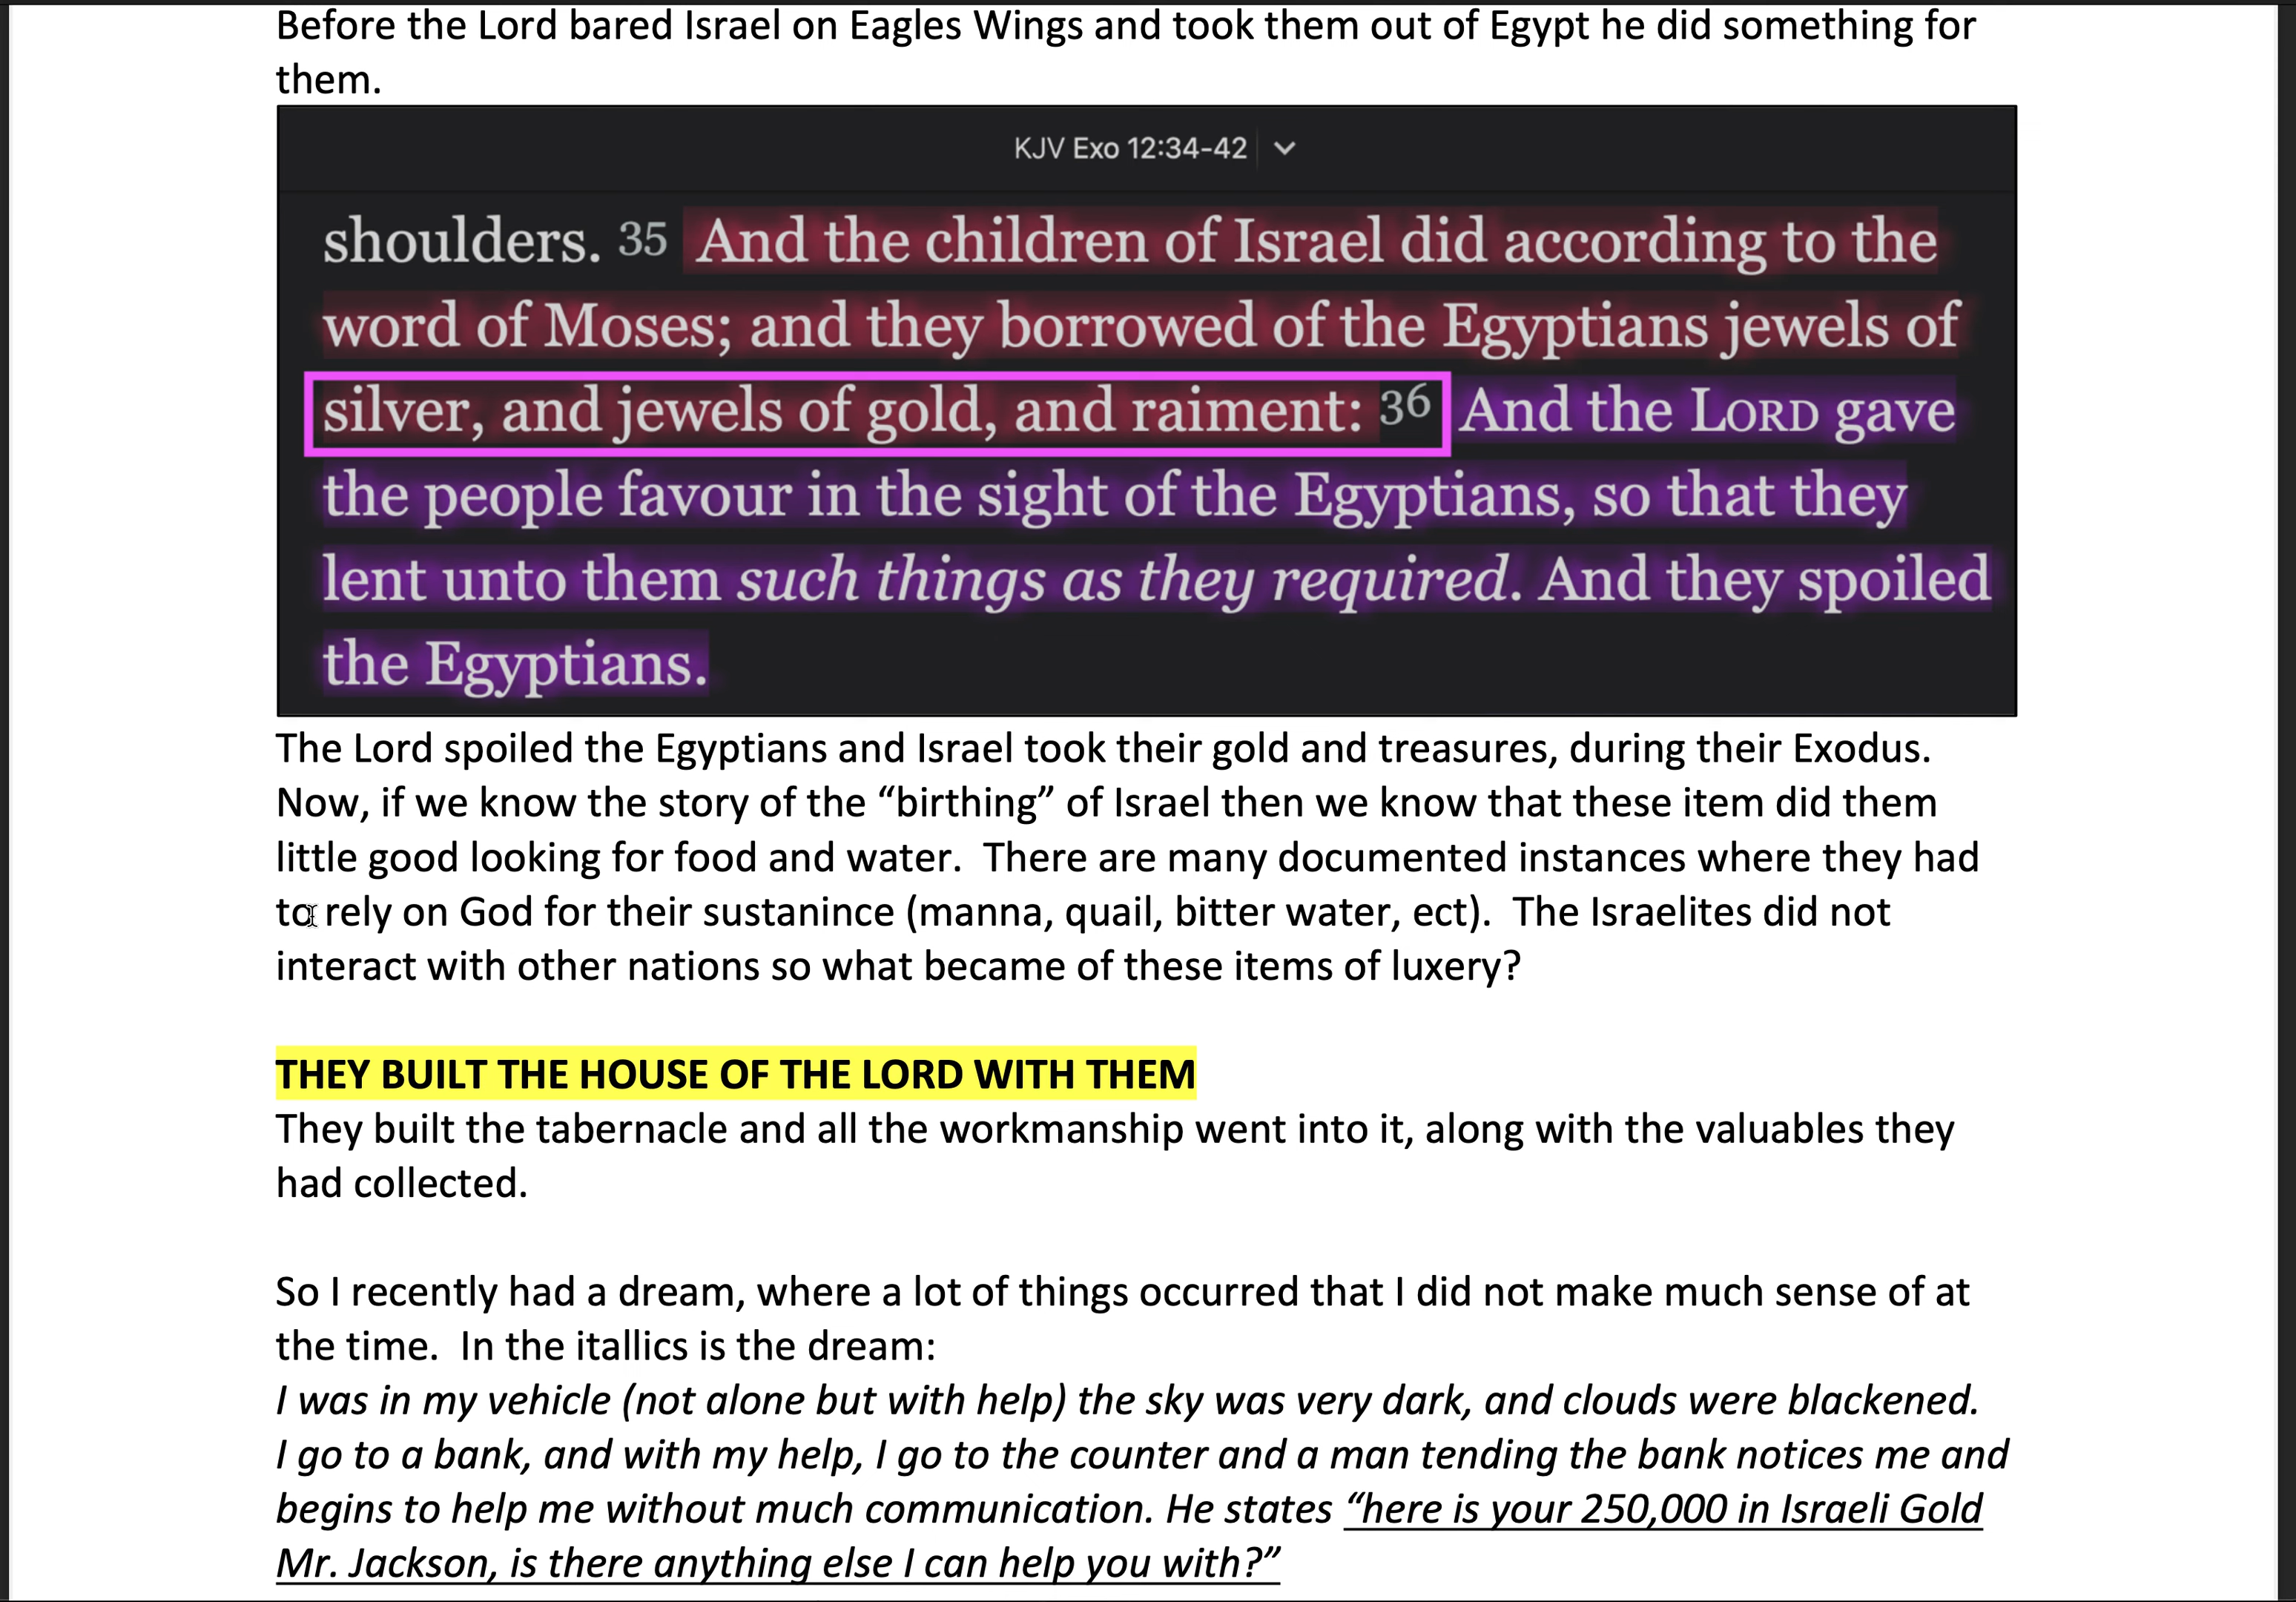 Before the Lord bared Israel on Eagles Wings and took them out of Egypt he did something for
them.
KJV Exo 12:34-42
shoulders. 35 And the children of Israel did according to the
word of Moses; and they borrowed of the Egyptians jewels of
silver, and jewels of gold, and raiment: 36 And the LORD gave
the people favour in the sight of the Egyptians, so that they
lent unto them such things as they required. And they spoiled
the Egyptians.
The Lord spoiled the Egyptians and Israel took their gold and treasures, during their Exodus.
Now, if we know the story of the “birthing” of Israel then we know that these item did them
little good looking for food and water.  There are many documented instances where they had
to rely on God for their sustanince (manna, quail, bitter water, ect).  The Israelites did not
interact with other nations so what became of these items of luxery?
THEY BUILT THE HOUSE OF THE LORD WITH THEM
They built the tabernacle and all the workmanship went into it, along with the valuables they
had collected.
So I recently had a dream, where a lot of things occurred that I did not make much sense of at
the time.  In the itallics is the dream:
I was in my vehicle (not alone but with help) the sky was very dark, and clouds were blackened.
I go to a bank, and with my help, I go to the counter and a man tending the bank notices me and
begins to help me without much communication. He states “here is your 250,000 in Israeli Gold
Mr. Jackson, is there anything else I can help you with?”